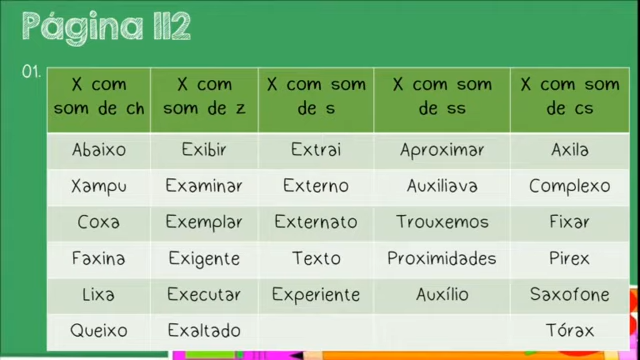 Página 112
01.
X com som de ch X com som de z X com som de s X com som de ss X com som de cs
Abaixo Exibir Extrai Aproximar Axila
Xampu Examinar Externo Auxiliava Complexo
Coxa Exemplar Externato Trouxemos Fixar
Faxina Exigente Texto Proximidades Pirex
Lixa Executar Experiente Auxílio Saxofone
Queixo Exaltado Tórax